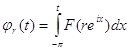 φ_r(t) = ∫_{-π}^{t} F(re^{ix})dx